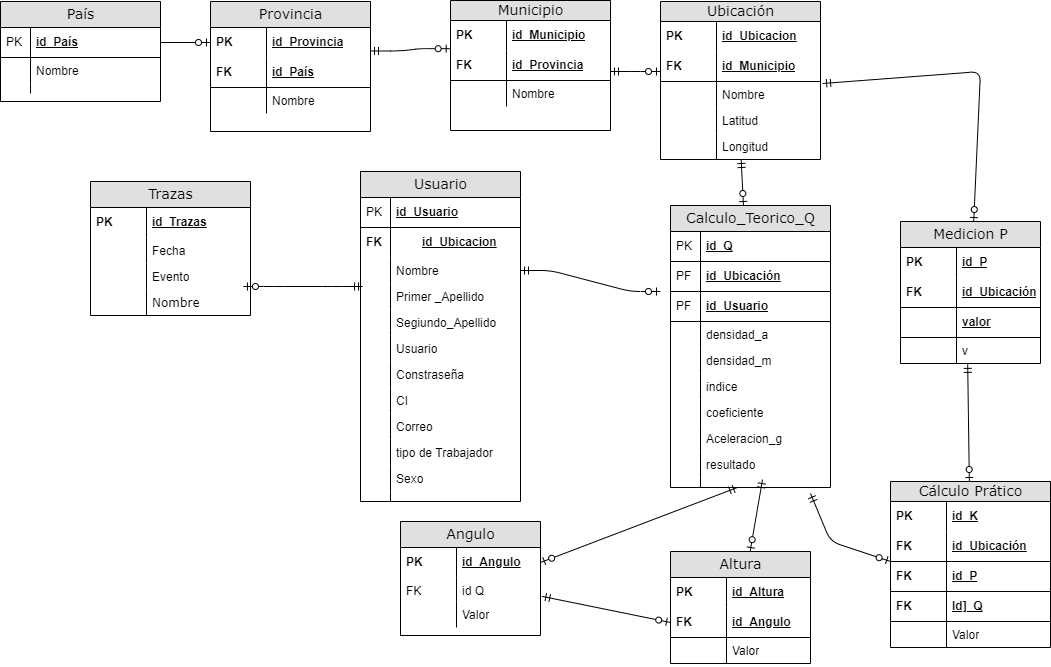 País
PK id_País
Nombre
Provincia
PK id_Provincia
FK id_País
Nombre
Municipio
PK id_Municipio
FK id_Provincia
Nombre
Ubicación
PK id_Ubicacion
FK id_Municipio
Nombre
Latitud
Longitud
Trazas
PK id_Trazas
Fecha
Evento
Nombre
Usuario
PK id_Usuario
FK id_Ubicacion
Nombre
Primer _Apellido
Segiundo_Apellido
Usuario
Constraseña
CI
Correo
tipo de Trabajador
Sexo
Calculo_Teorico_Q
PK id_Q
PF id_Ubicación
PF id_Usuario
densidad_a
densidad_m
indice
coeficiente
Aceleracion_g
resultado
Medicion P
PK id_P
FK id_Ubicación
valor
v
Angulo
PK id_Angulo
FK id Q
Valor
Altura
PK id_Altura
FK id_Angulo
Valor
Cálculo Prático
PK id_K
FK id_Ubicación
FK id_P
FK Id]_Q
Valor